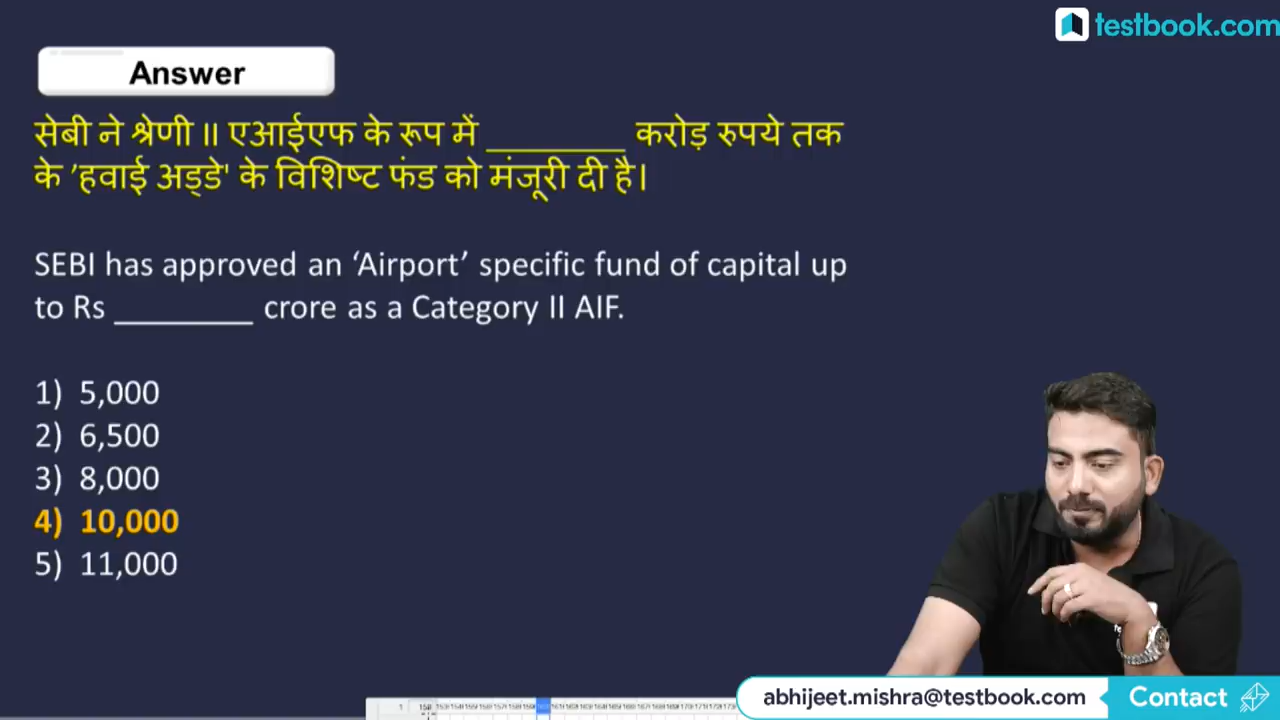 testbook.com
Answer
सेबी ने श्रेणी II एआईएफ के रूप में ________ करोड़ रुपये तक
के 'हवाई अड्डे' के विशिष्ट फंड को मंजूरी दी है।
SEBI has approved an ‘Airport’ specific fund of capital up
to Rs ________ crore as a Category II AIF.
1) 5,000
2) 6,500
3) 8,000
4) 10,000
5) 11,000
abhijeet.mishra@testbook.com Contact